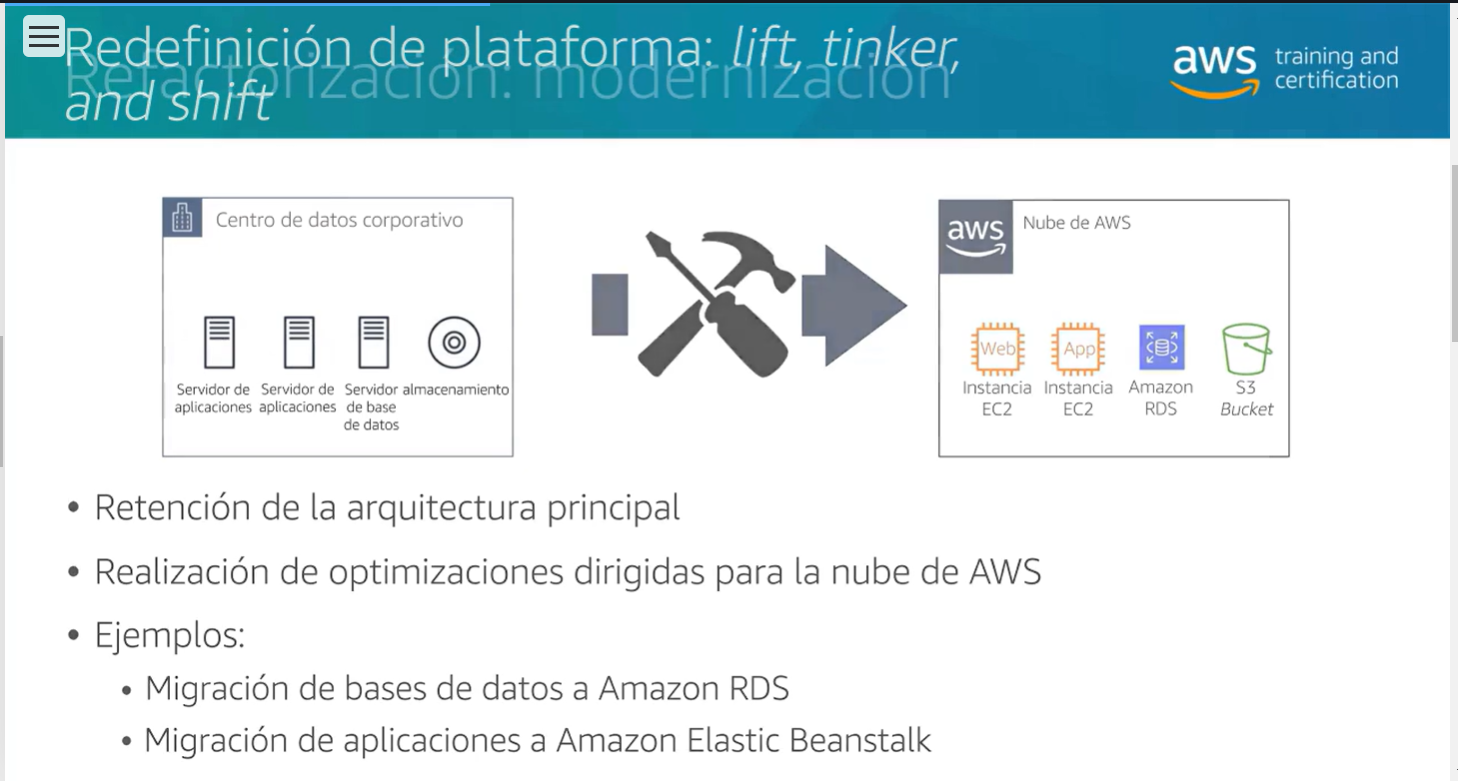 Redefinición de plataforma: lift, tinker,
and shift
Refactorización: modernización
aws training and
certification
Centro de datos corporativo
Servidor de
aplicaciones
Servidor de
aplicaciones
Servidor
de base
de datos
almacenamiento
aws
Nube de AWS
Web
Instancia
EC2
App
Instancia
EC2
Amazon
RDS
S3
Bucket
• Retención de la arquitectura principal
• Realización de optimizaciones dirigidas para la nube de AWS
• Ejemplos:
• Migración de bases de datos a Amazon RDS
• Migración de aplicaciones a Amazon Elastic Beanstalk